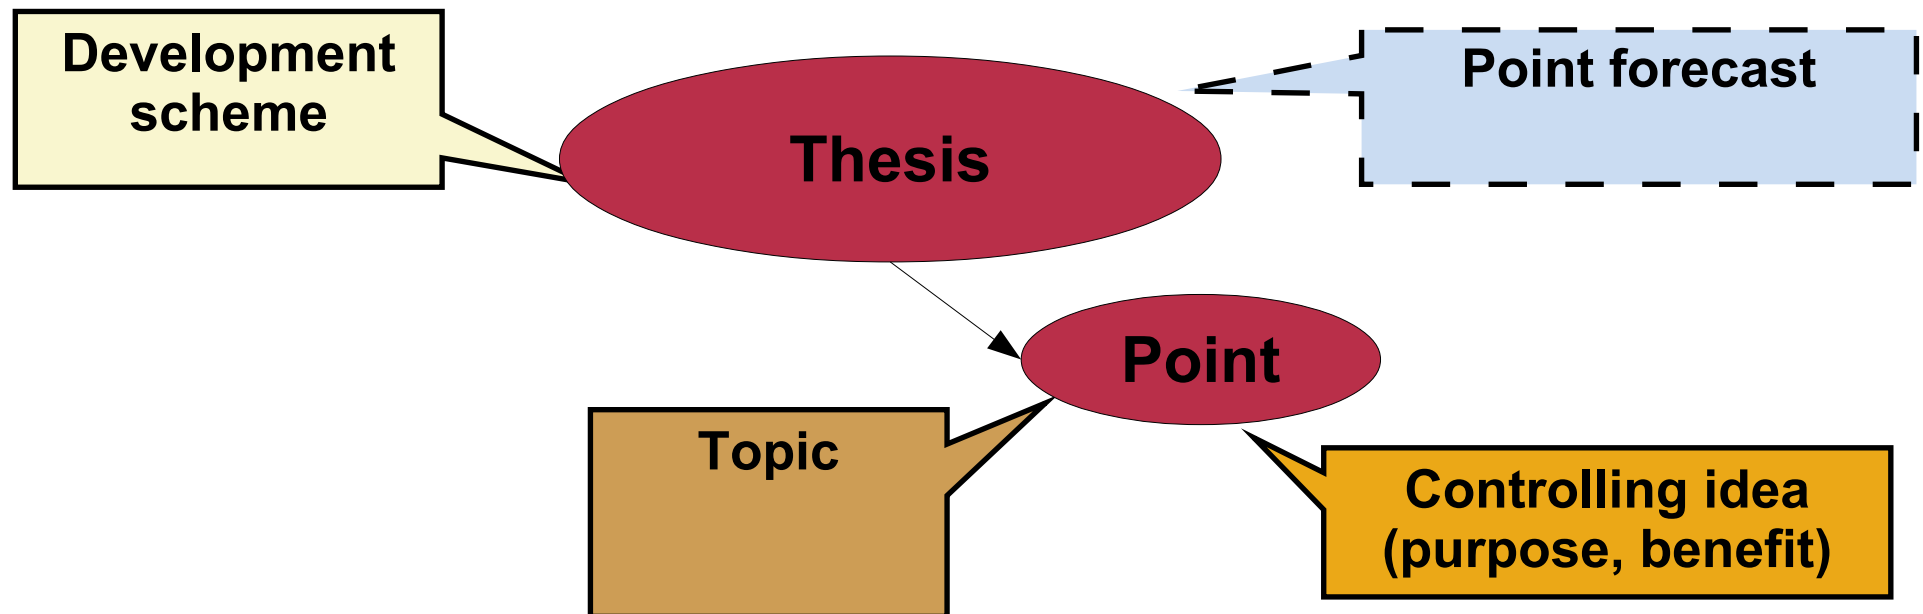 Development
scheme
Thesis
Point forecast
Point
Topic
Controlling idea
(purpose, benefit)